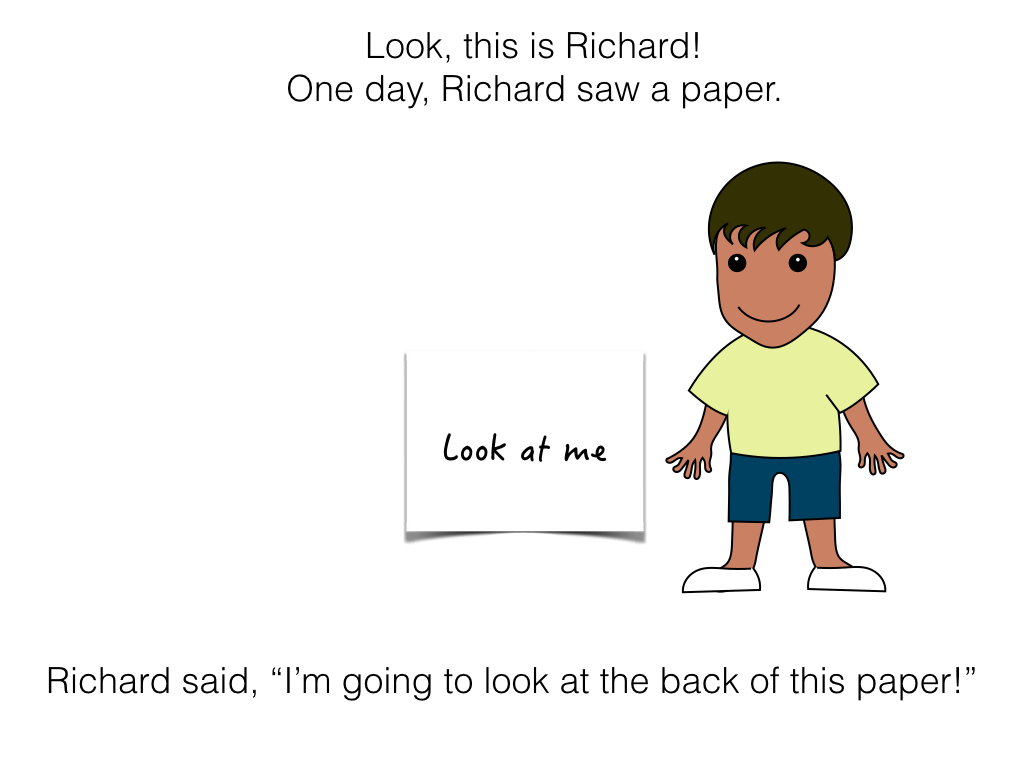 Look, this is Richard!
One day, Richard saw a paper.
Look at me
Richard said, “I’m going to look at the back of this paper!”